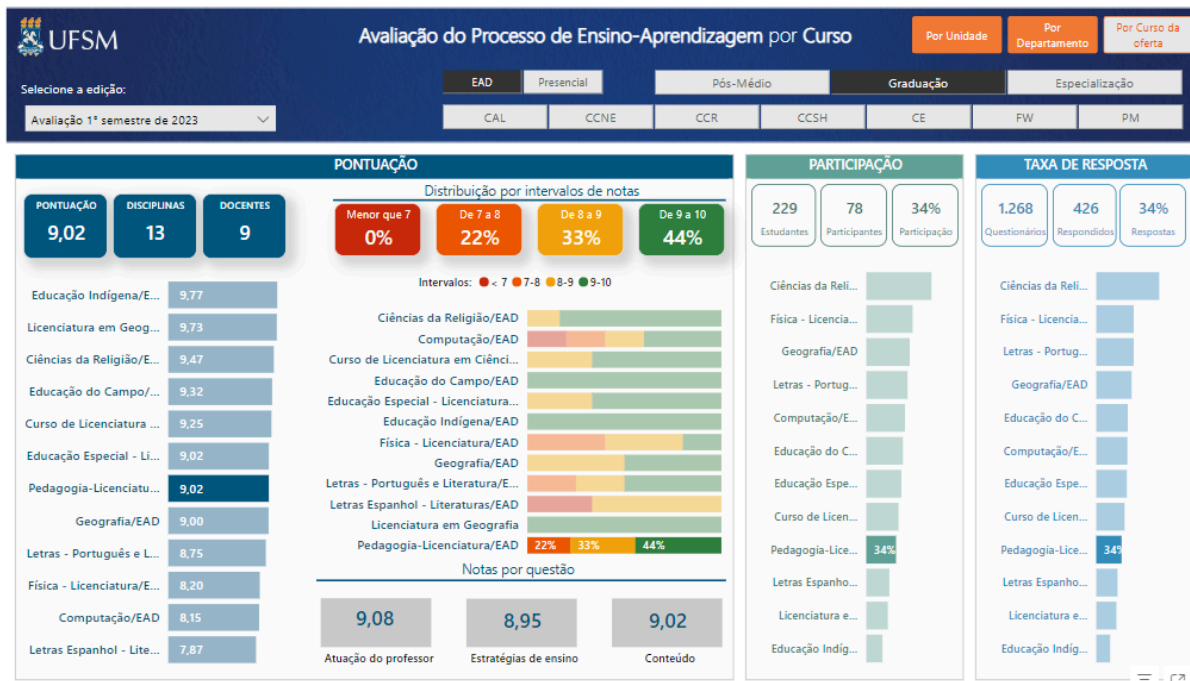 UFSM
Avaliação do Processo de Ensino-Aprendizagem por Curso
Por Unidade
Por Departamento
Por Curso da oferta
Selecione a edição:
Avaliação 1º semestre de 2023
EAD
Presencial
Pós-Médio
Graduação
Especialização
CAL
CCNE
CCR
CCSH
CE
FW
PM
PONTUAÇÃO
PONTUAÇÃO
9,02
DISCIPLINAS
13
DOCENTES
9
Educação Indígena/E... 9,77
Licenciatura em Geog... 9,73
Ciências da Religião/E... 9,47
Educação do Campo/... 9,32
Curso de Licenciatura ... 9,25
Educação Especial - Li... 9,02
Pedagogia-Licenciatu... 9,02
Geografia/EAD 9,00
Letras - Português e L... 8,75
Física - Licenciatura/E... 8,20
Computação/EAD 8,15
Letras Espanhol - Lite... 7,87
Distribuição por intervalos de notas
Menor que 7
0%
De 7 a 8
22%
De 8 a 9
33%
De 9 a 10
44%
Intervalos: < 7 7-8 8-9 9-10
Ciências da Religião/EAD
Computação/EAD
Curso de Licenciatura em Ciênci...
Educação do Campo/EAD
Educação Especial - Licenciatura...
Educação Indígena/EAD
Física - Licenciatura/EAD
Geografia/EAD
Letras - Português e Literatura/E...
Letras Espanhol - Literaturas/EAD
Licenciatura em Geografia
Pedagogia-Licenciatura/EAD 22% 33% 44%
Notas por questão
9,08
Atuação do professor
8,95
Estratégias de ensino
9,02
Conteúdo
PARTICIPAÇÃO
229
Estudantes
78
Participantes
34%
Participação
Ciências da Reli...
Física - Licencia...
Geografia/EAD
Letras - Portug...
Computação/E...
Educação do C...
Educação Espe...
Curso de Licen...
Pedagogia-Lice... 34%
Letras Espanho...
Licenciatura e...
Educação Indíg...
TAXA DE RESPOSTA
1.268
Questionários
426
Respondidos
34%
Respostas
Ciências da Reli...
Física - Licencia...
Letras - Portug...
Geografia/EAD
Educação do C...
Computação/E...
Educação Espe...
Curso de Licen...
Pedagogia-Lice... 34%
Letras Espanho...
Licenciatura e...
Educação Indíg...